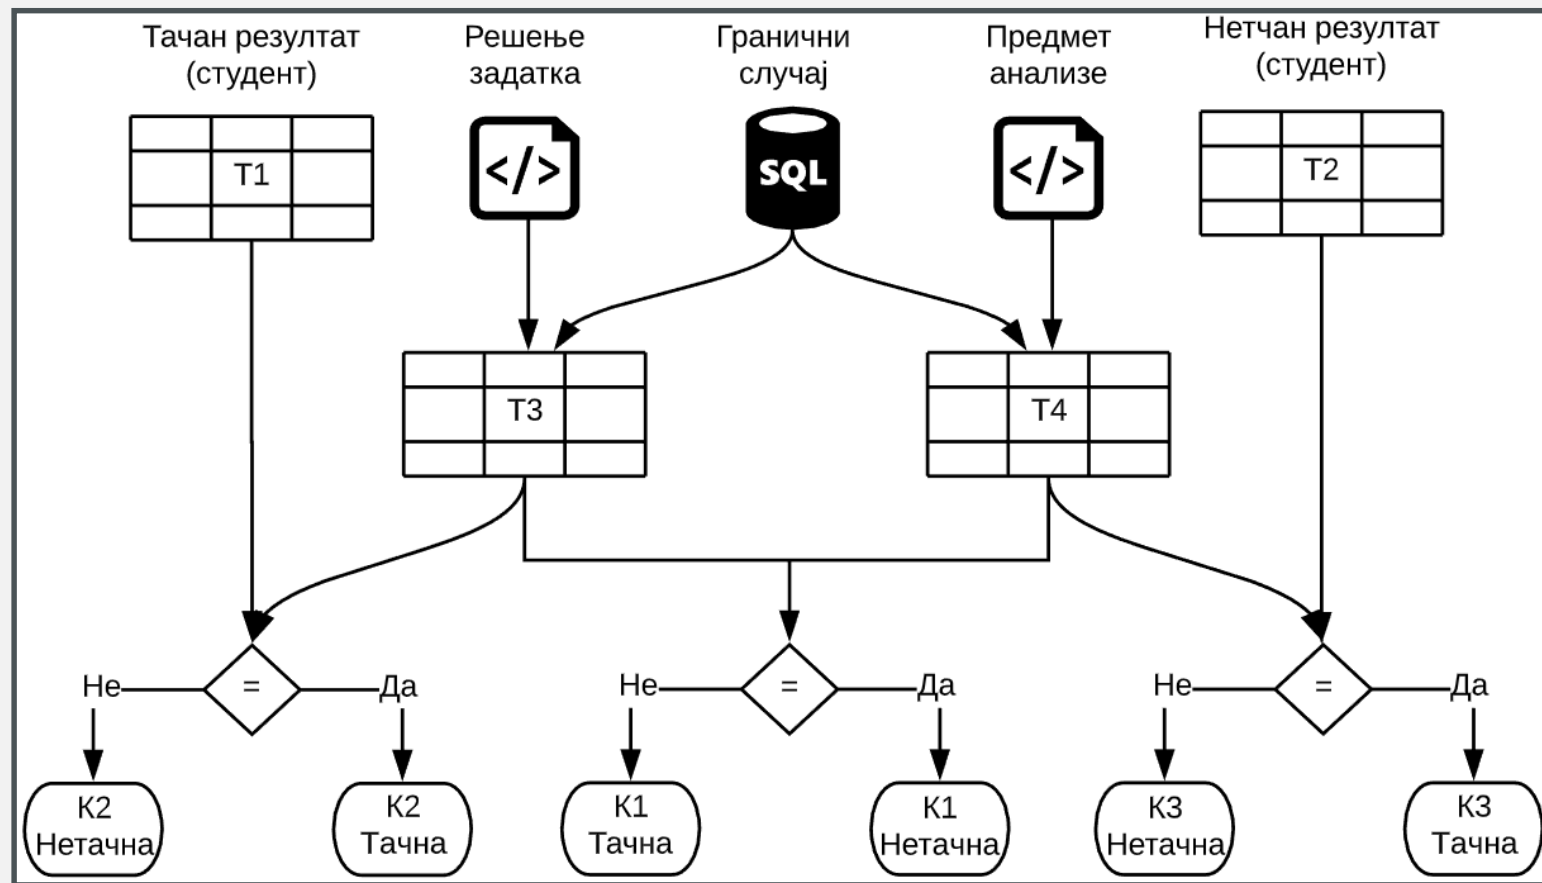 Тачан резултат
(студент)
Решење
задатка
Гранични
случај
Предмет
анализе
Нетчан резултат
(студент)
T1
</>
SQL
</>
T2
T3
T4
Не
=
Да
Не
=
Да
Не
=
Да
К2
Нетачна
К2
Тачна
К1
Тачна
К1
Нетачна
К3
Нетачна
К3
Тачна